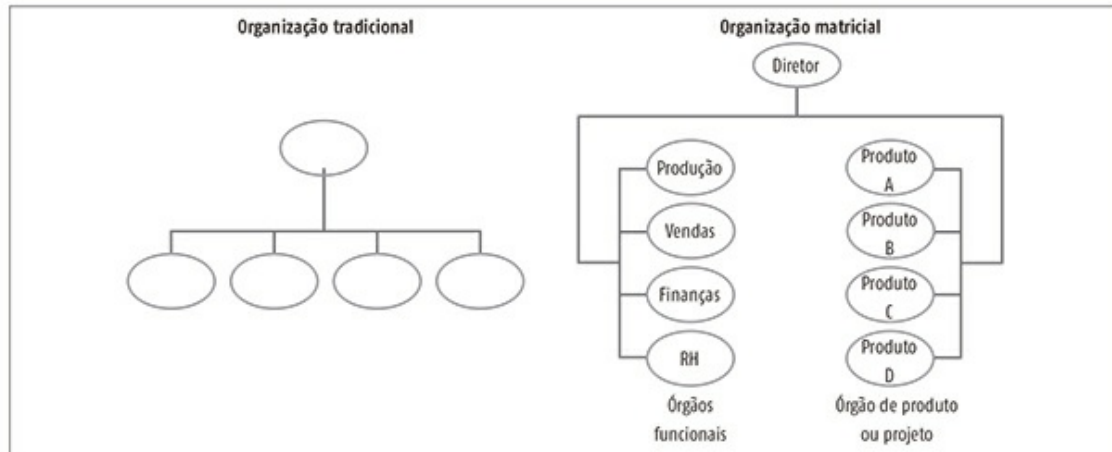 Organização tradicional
Organização matricial
Diretor
Produção
Vendas
Finanças
RH
Órgãos
funcionais
Produto
A
Produto
B
Produto
C
Produto
D
Órgão de produto
ou projeto